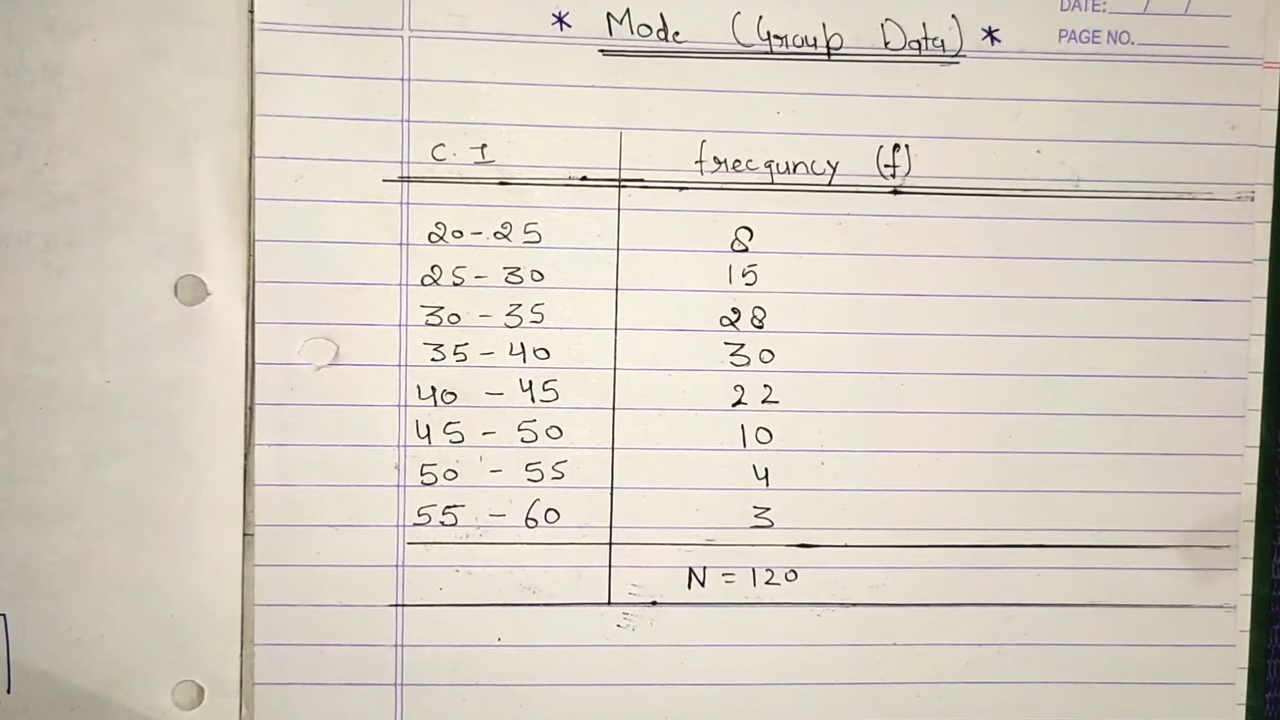 DATE: / /
* Mode (Group Data) *
PAGE NO.
C. I frecquncy (f)
20 - 25 8
25 - 30 15
30 - 35 28
35 - 40 30
40 - 45 22
45 - 50 10
50 - 55 4
55 - 60 3
N = 120